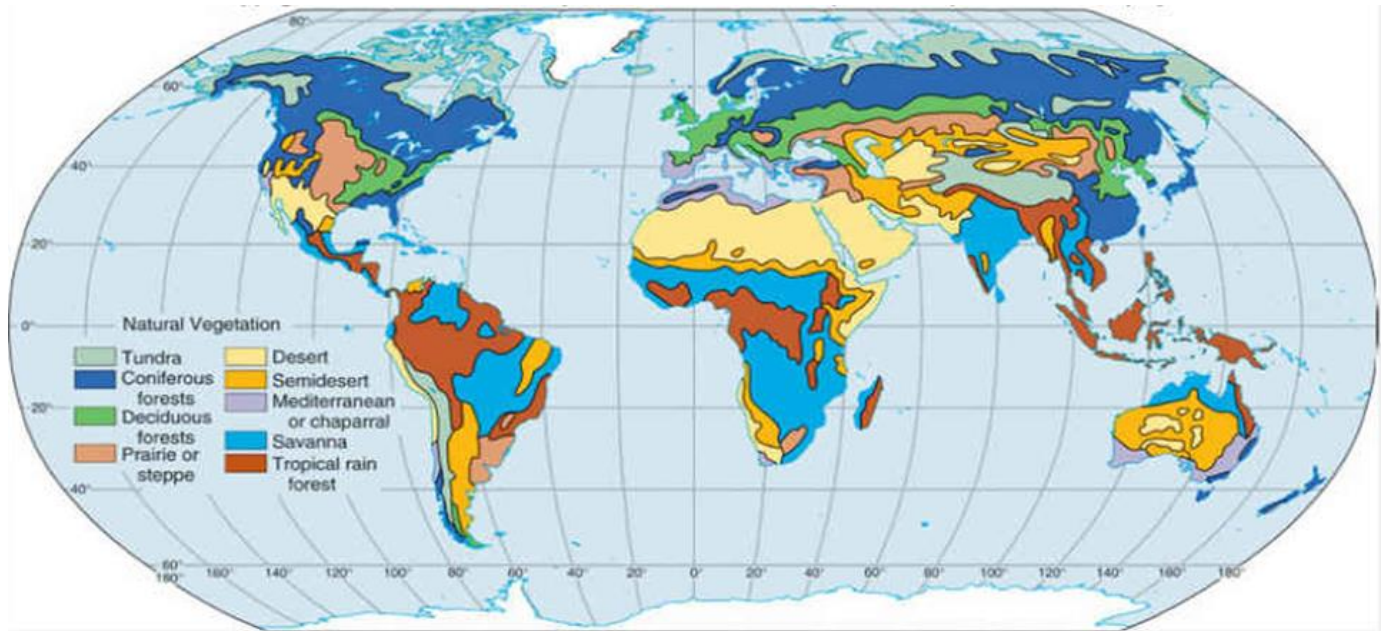 80°
60°
40°
20°
0°
20°
40°
60°
Natural Vegetation
Tundra
Coniferous
forests
Deciduous
forests
Prairie or
steppe
Desert
Semidesert
Mediterranean
or chaparral
Savanna
Tropical rain
forest
180° 160° 140° 120° 100° 80° 60° 40° 20° 0° 20° 40° 60° 80° 100° 120° 140° 160° 180°